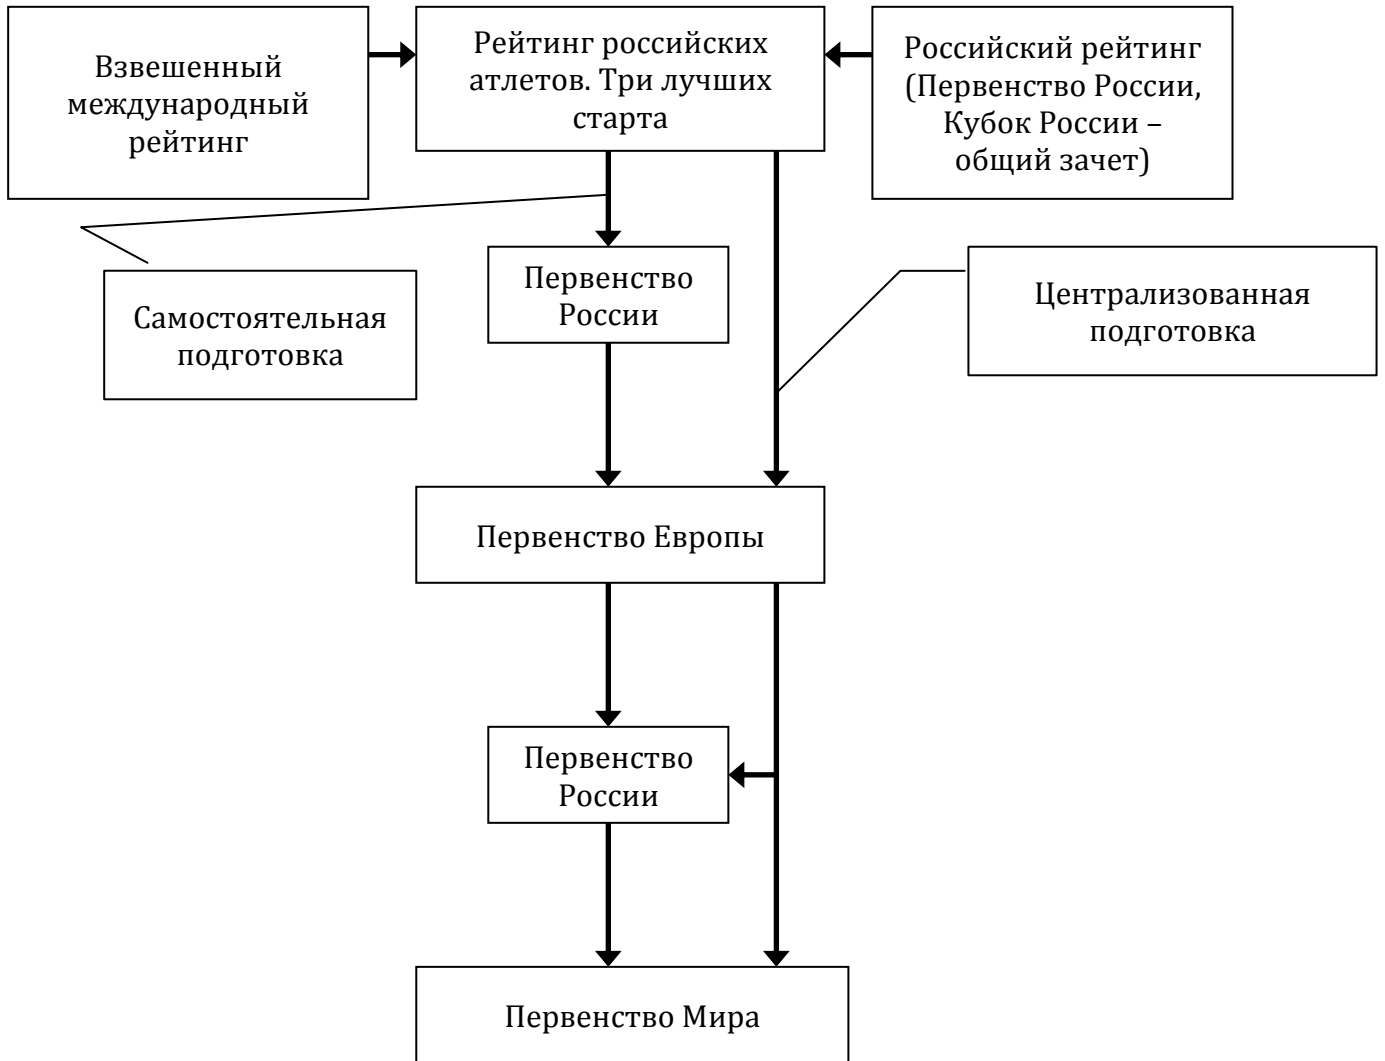 Взвешенный
международный
рейтинг
Рейтинг российских
атлетов. Три лучших
старта
Российский рейтинг
(Первенство России,
Кубок России –
общий зачет)
Самостоятельная
подготовка
Первенство
России
Централизованная
подготовка
Первенство Европы
Первенство
России
Первенство Мира